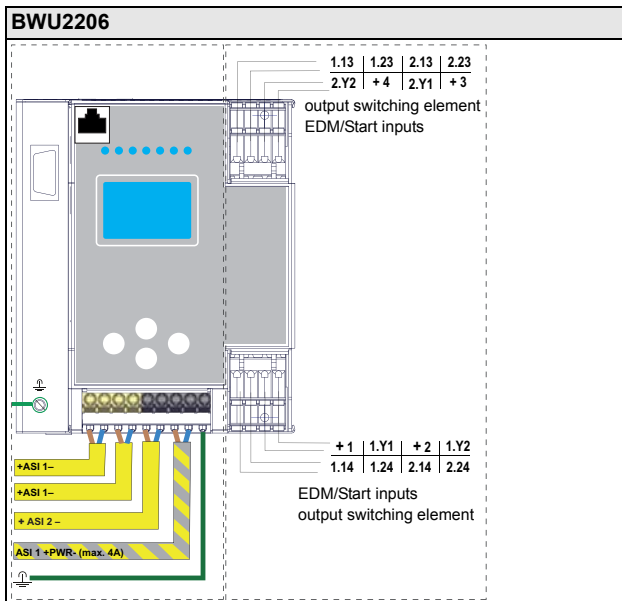 BWU2206
1.13 1.23 2.13 2.23
2.Y2 + 4 2.Y1 + 3
output switching element
EDM/Start inputs
+ 1 1.Y1 + 2 1.Y2
1.14 1.24 2.14 2.24
EDM/Start inputs
output switching element
+ASI 1–
+ASI 1–
+ ASI 2 –
ASI 1 +PWR- (max. 4A)